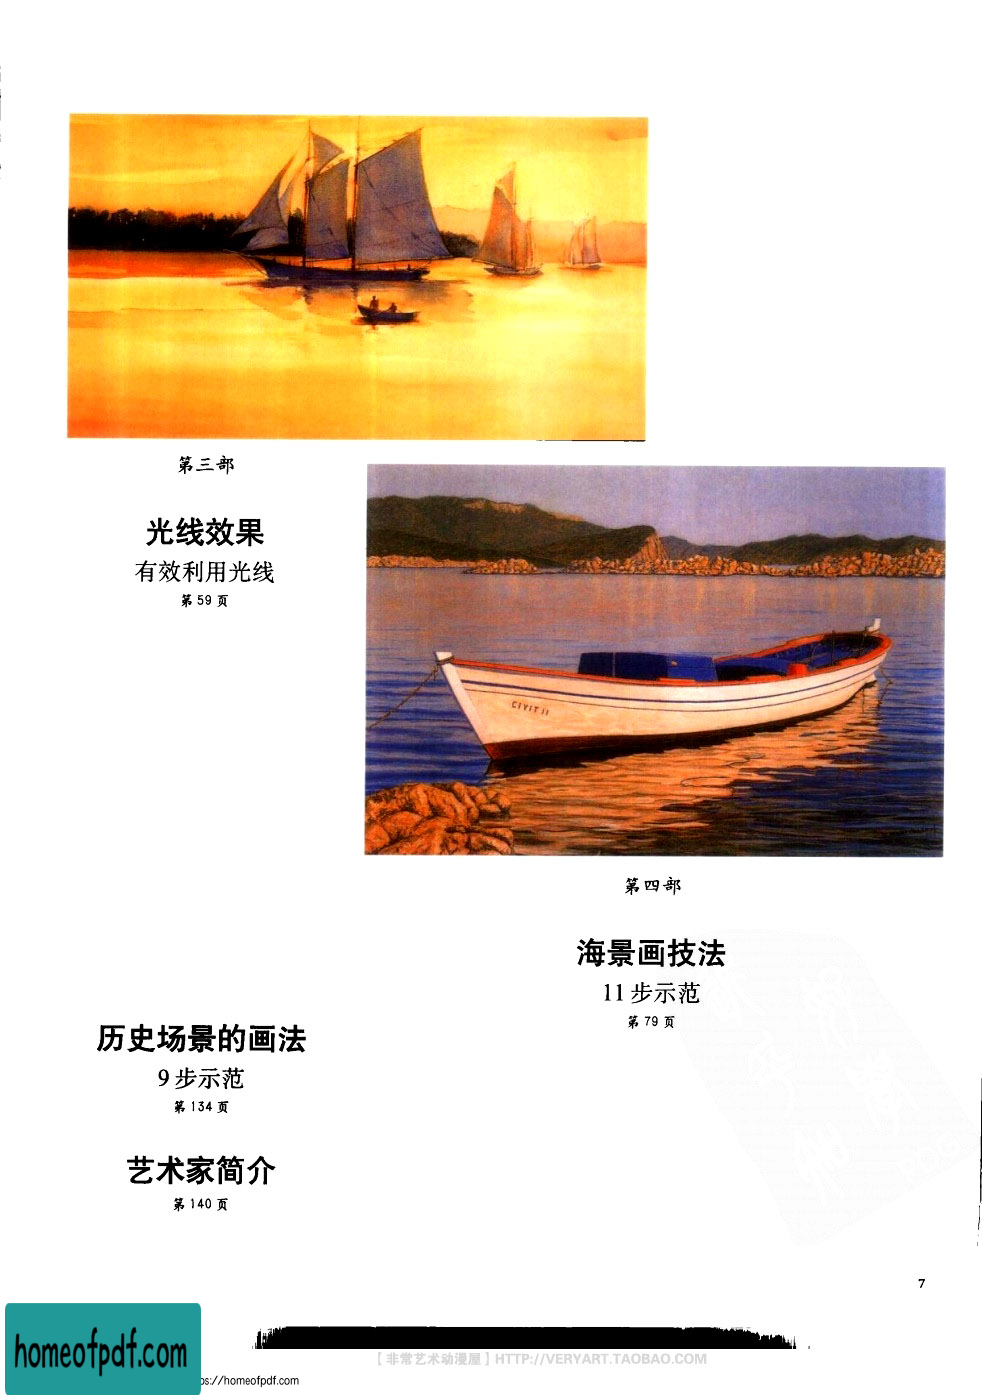 第三部
光线效果
有效利用光线
第 59 页
CIVIT II
第四部
海景画技法
11 步示范
第 79 页
历史场景的画法
9 步示范
第 134 页
艺术家简介
第 140 页
7
homeofpdf.com
【非常艺术动漫屋】HTTP://VERYART.TAOBAO.COM
ps://homeofpdf.com